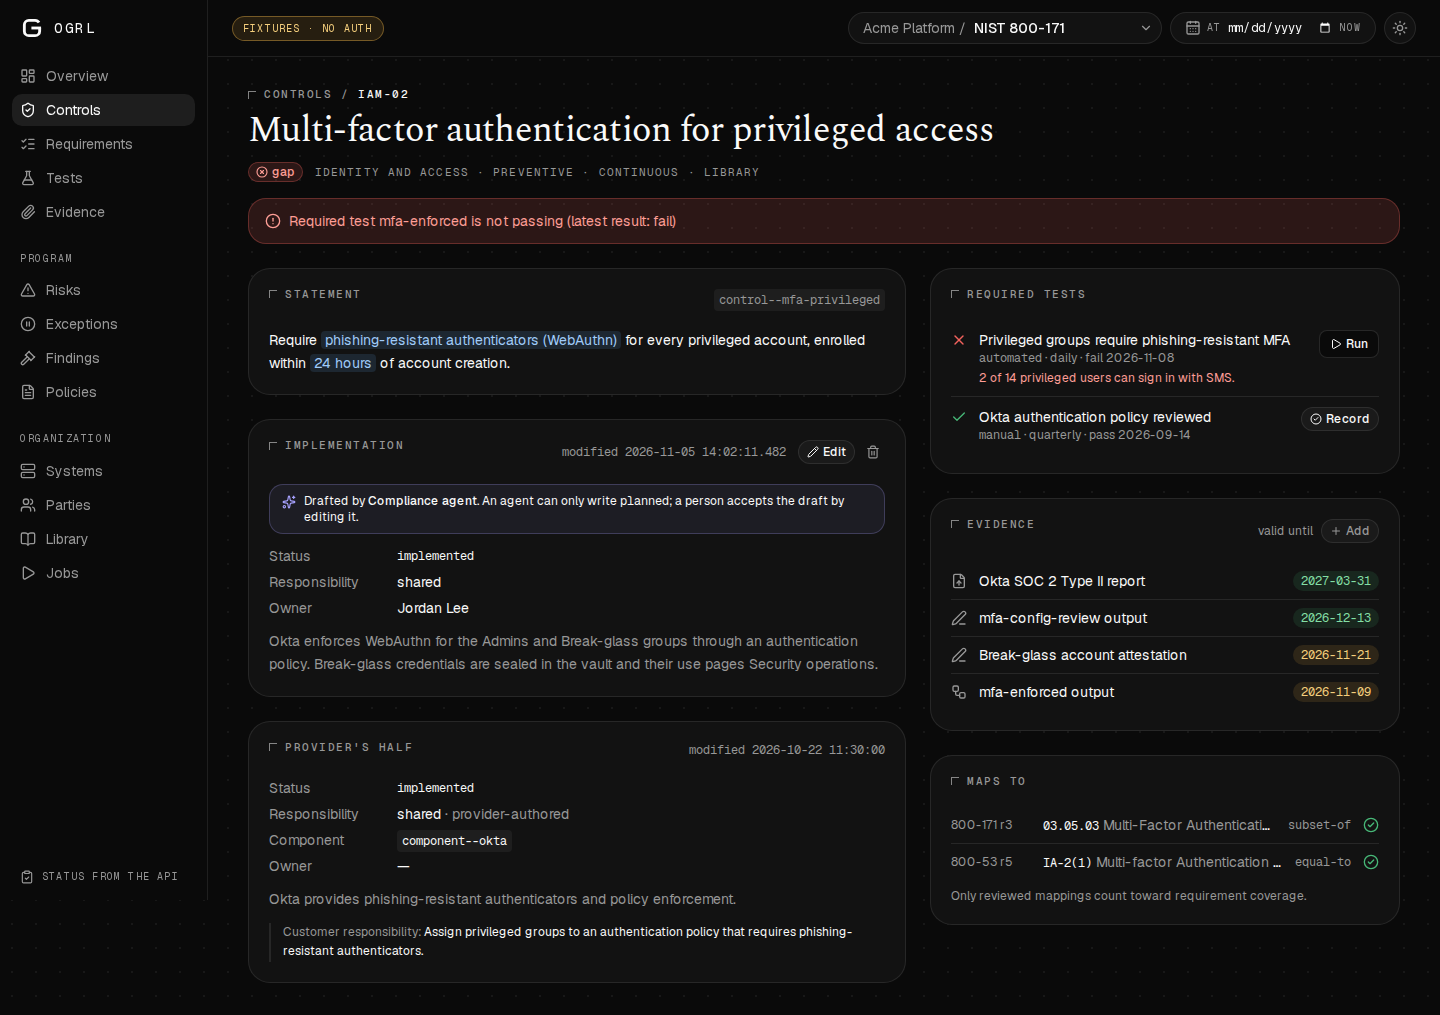 OGRL
FIXTURES · NO AUTH
Acme Platform / NIST 800-171
AT mm/dd/yyyy NOW
Overview
Controls
Requirements
Tests
Evidence
PROGRAM
Risks
Exceptions
Findings
Policies
ORGANIZATION
Systems
Parties
Library
Jobs
STATUS FROM THE API
CONTROLS / IAM-02
Multi-factor authentication for privileged access
gap IDENTITY AND ACCESS · PREVENTIVE · CONTINUOUS · LIBRARY
Required test mfa-enforced is not passing (latest result: fail)
STATEMENT
control--mfa-privileged
Require phishing-resistant authenticators (WebAuthn) for every privileged account, enrolled
within 24 hours of account creation.
IMPLEMENTATION
modified 2026-11-05 14:02:11.482 Edit
Drafted by Compliance agent. An agent can only write planned; a person accepts the draft by
editing it.
Status implemented
Responsibility shared
Owner Jordan Lee
Okta enforces WebAuthn for the Admins and Break-glass groups through an authentication
policy. Break-glass credentials are sealed in the vault and their use pages Security operations.
PROVIDER'S HALF
modified 2026-10-22 11:30:00
Status implemented
Responsibility shared · provider-authored
Component component--okta
Owner —
Okta provides phishing-resistant authenticators and policy enforcement.
Customer responsibility: Assign privileged groups to an authentication policy that requires phishing-
resistant authenticators.
REQUIRED TESTS
Privileged groups require phishing-resistant MFA Run
automated · daily · fail 2026-11-08
2 of 14 privileged users can sign in with SMS.
Okta authentication policy reviewed Record
manual · quarterly · pass 2026-09-14
EVIDENCE
valid until + Add
Okta SOC 2 Type II report 2027-03-31
mfa-config-review output 2026-12-13
Break-glass account attestation 2026-11-21
mfa-enforced output 2026-11-09
MAPS TO
800-171 r3 03.05.03 Multi-Factor Authenticati… subset-of
800-53 r5 IA-2(1) Multi-factor Authentication … equal-to
Only reviewed mappings count toward requirement coverage.